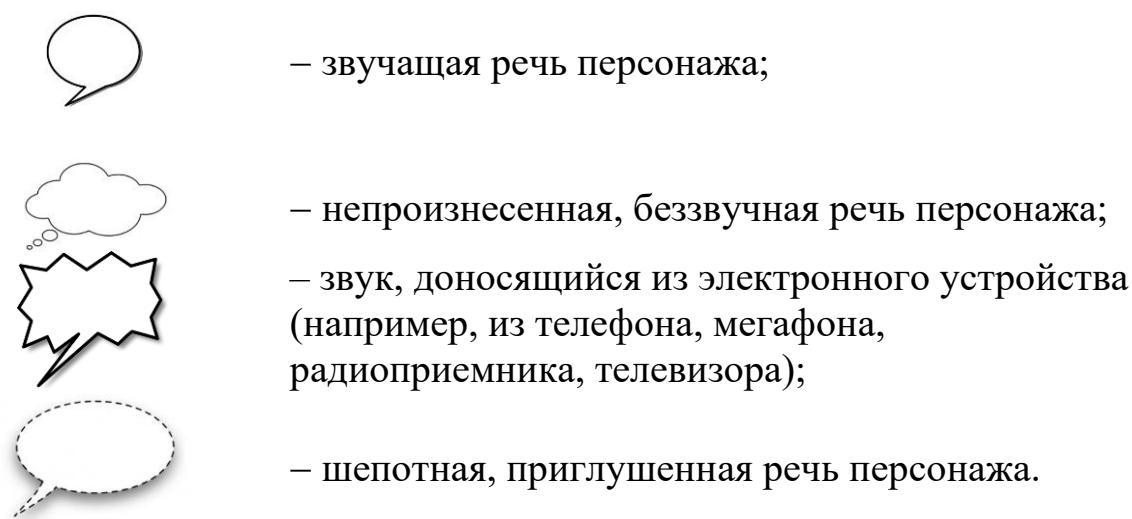 – звучащая речь персонажа;
– непроизнесенная, беззвучная речь персонажа;
– звук, доносящийся из электронного устройства
(например, из телефона, мегафона,
радиоприемника, телевизора);
– шепотная, приглушенная речь персонажа.